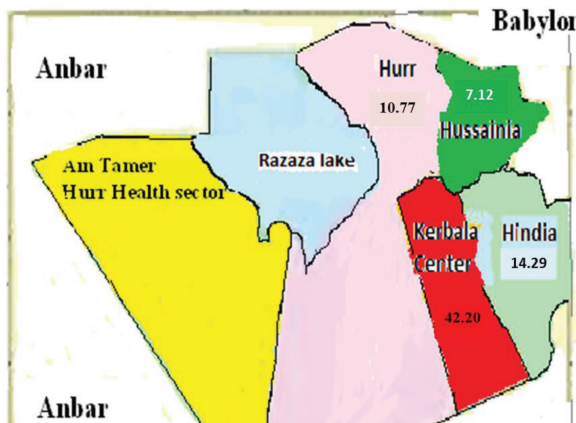 Babylon
Anbar
Hurr
10.77
7.12
Hussainia
Razaza lake
Ain Tamer
Hurr Health sector
Kerbala
Center
42.20
Hindia
14.29
Anbar